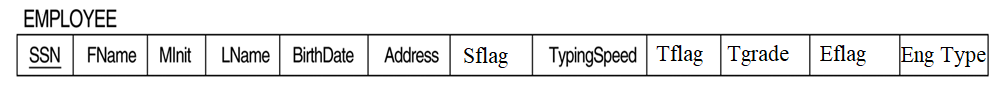 EMPLOYEE
SSN FName MInit LName BirthDate Address Sflag TypingSpeed Tflag Tgrade Eflag Eng Type